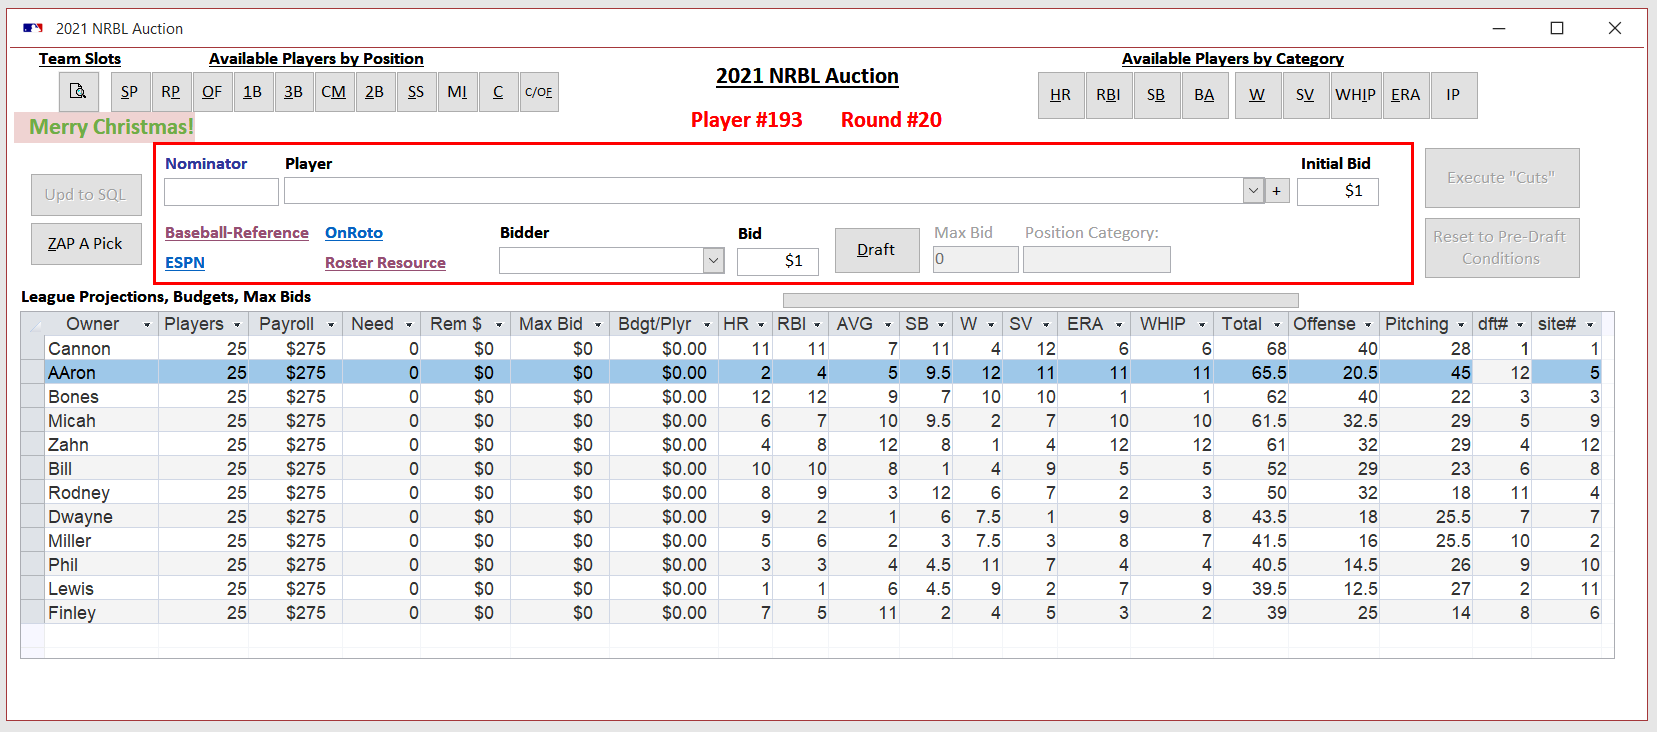 2021 NRBL Auction
Team Slots Available Players by Position Available Players by Category
2021 NRBL Auction
SP RP OF 1B 3B CM 2B SS MI C C/OF HR RBI SB BA W SV WHIP ERA IP
Merry Christmas! Player #193 Round #20
Nominator Player Initial Bid
Upd to SQL + $1 Execute "Cuts"
ZAP A Pick Baseball-Reference OnRoto Bidder Bid Draft Max Bid Position Category: Reset to Pre-Draft Conditions
ESPN Roster Resource $1 0
League Projections, Budgets, Max Bids
Owner Players Payroll Need Rem $ Max Bid Bdgt/Plyr HR RBI AVG SB W SV ERA WHIP Total Offense Pitching dft# site#
Cannon 25 $275 0 $0 $0 $0.00 11 11 7 11 4 12 6 6 68 40 28 1 1
AAron 25 $275 0 $0 $0 $0.00 2 4 5 9.5 12 11 11 11 65.5 20.5 45 12 5
Bones 25 $275 0 $0 $0 $0.00 12 12 9 7 10 10 1 1 62 40 22 3 3
Micah 25 $275 0 $0 $0 $0.00 6 7 10 9.5 2 7 10 10 61.5 32.5 29 5 9
Zahn 25 $275 0 $0 $0 $0.00 4 8 12 8 1 4 12 12 61 32 29 4 12
Bill 25 $275 0 $0 $0 $0.00 10 10 8 1 4 9 5 5 52 29 23 6 8
Rodney 25 $275 0 $0 $0 $0.00 8 9 3 12 6 7 2 3 50 32 18 11 4
Dwayne 25 $275 0 $0 $0 $0.00 9 2 1 6 7.5 1 9 8 43.5 18 25.5 7 7
Miller 25 $275 0 $0 $0 $0.00 5 6 2 3 7.5 3 8 7 41.5 16 25.5 10 2
Phil 25 $275 0 $0 $0 $0.00 3 3 4 4.5 11 7 4 4 40.5 14.5 26 9 10
Lewis 25 $275 0 $0 $0 $0.00 1 1 6 4.5 9 2 7 9 39.5 12.5 27 2 11
Finley 25 $275 0 $0 $0 $0.00 7 5 11 2 4 5 3 2 39 25 14 8 6